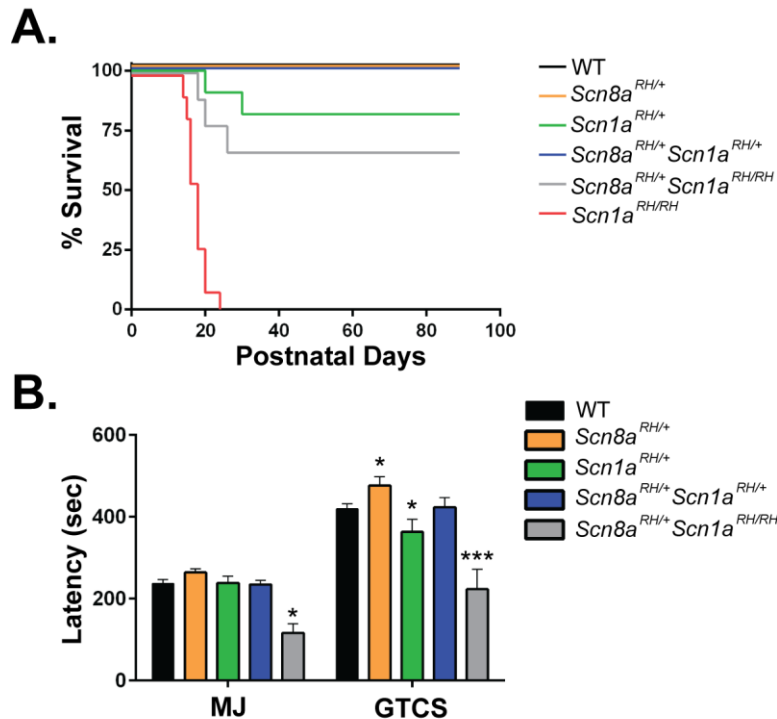 A.
100
75
50
25
0
% Survival
0 20 40 60 80 100
Postnatal Days
WT
Scn8a RH/+
Scn1a RH/+
Scn8a RH/+ Scn1a RH/+
Scn8a RH/+ Scn1a RH/RH
Scn1a RH/RH
B.
600
400
200
0
Latency (sec)
* * * ***
MJ GTCS
WT
Scn8a RH/+
Scn1a RH/+
Scn8a RH/+ Scn1a RH/+
Scn8a RH/+ Scn1a RH/RH